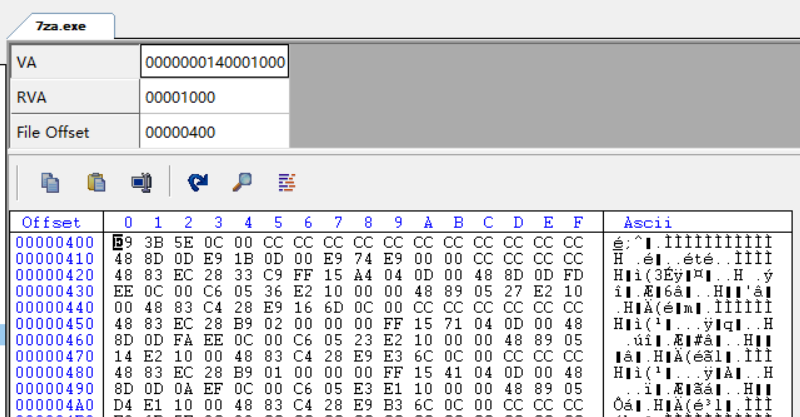 7za.exe
VA 0000000140001000
RVA 00001000
File Offset 00000400
Offset 0 1 2 3 4 5 6 7 8 9 A B C D E F Ascii
00000400 E9 3B 5E 0C 00 CC CC CC CC CC CC CC CC CC CC CC é;^▮.ÌÌÌÌÌÌÌÌÌÌÌ
00000410 48 8D 0D E9 1B 0D 00 E9 74 E9 00 00 CC CC CC CC H .é▮..été..ÌÌÌÌ
00000420 48 83 EC 28 33 C9 FF 15 A4 04 0D 00 48 8D 0D FD H▮ì(3Éÿ▮¤▮..H .ý
00000430 EE 0C 00 C6 05 36 E2 10 00 00 48 89 05 27 E2 10 î..Æ▮6â▮..H▮▮'â▮
00000440 00 48 83 C4 28 E9 16 6D 0C 00 CC CC CC CC CC CC .H▮Ä(é▮m▮.ÌÌÌÌÌÌ
00000450 48 83 EC 28 B9 02 00 00 00 FF 15 71 04 0D 00 48 H▮ì(¹▮...ÿ▮q▮..H
00000460 8D 0D FA EE 0C 00 C6 05 23 E2 10 00 00 48 89 05 .úî▮.Æ▮#â▮..H▮▮
00000470 14 E2 10 00 48 83 C4 28 E9 E3 6C 0C 00 CC CC CC ▮â▮.H▮Ä(éãl▮.ÌÌÌ
00000480 48 83 EC 28 B9 01 00 00 00 FF 15 41 04 0D 00 48 H▮ì(¹▮...ÿ▮A▮..H
00000490 8D 0D 0A EF 0C 00 C6 05 E3 E1 10 00 00 48 89 05 ..ï▮.Æ▮ãá▮..H▮▮
000004A0 D4 E1 10 00 48 83 C4 28 E9 B3 6C 0C 00 CC CC CC Ôá▮.H▮Ä(é³l▮.ÌÌÌ